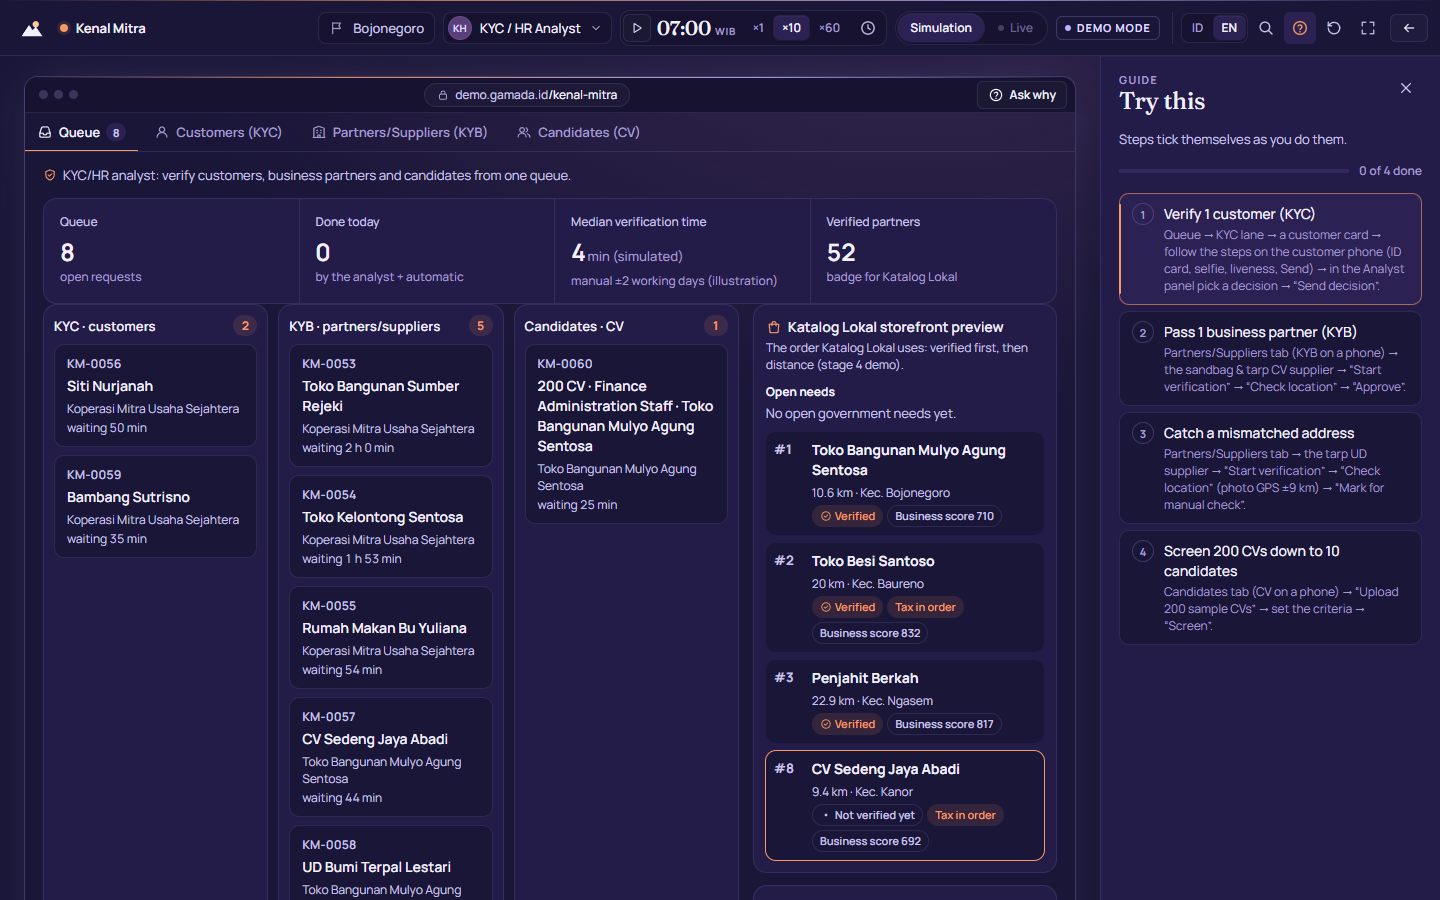 Kenal Mitra
Bojonegoro
KH KYC / HR Analyst
07:00 WIB
×1 ×10 ×60
Simulation
Live
DEMO MODE
ID EN
demo.gamada.id/kenal-mitra
Ask why
Queue 8
Customers (KYC)
Partners/Suppliers (KYB)
Candidates (CV)
KYC/HR analyst: verify customers, business partners and candidates from one queue.
Queue
8
open requests
Done today
0
by the analyst + automatic
Median verification time
4 min (simulated)
manual ±2 working days (illustration)
Verified partners
52
badge for Katalog Lokal
KYC · customers 2
KM-0056
Siti Nurjanah
Koperasi Mitra Usaha Sejahtera
waiting 50 min
KM-0059
Bambang Sutrisno
Koperasi Mitra Usaha Sejahtera
waiting 35 min
KYB · partners/suppliers 5
KM-0053
Toko Bangunan Sumber
Rejeki
Koperasi Mitra Usaha Sejahtera
waiting 2 h 0 min
KM-0054
Toko Kelontong Sentosa
Koperasi Mitra Usaha Sejahtera
waiting 1 h 53 min
KM-0055
Rumah Makan Bu Yuliana
Koperasi Mitra Usaha Sejahtera
waiting 54 min
KM-0057
CV Sedeng Jaya Abadi
Toko Bangunan Mulyo Agung
Sentosa
waiting 44 min
KM-0058
UD Bumi Terpal Lestari
Toko Bangunan Mulyo Agung
Candidates · CV 1
KM-0060
200 CV · Finance
Administration Staff · Toko
Bangunan Mulyo Agung
Sentosa
Toko Bangunan Mulyo Agung
Sentosa
waiting 25 min
Katalog Lokal storefront preview
The order Katalog Lokal uses: verified first, then
distance (stage 4 demo).
Open needs
No open government needs yet.
#1 Toko Bangunan Mulyo Agung
Sentosa
10.6 km · Kec. Bojonegoro
Verified
Business score 710
#2 Toko Besi Santoso
20 km · Kec. Baureno
Verified
Tax in order
Business score 832
#3 Penjahit Berkah
22.9 km · Kec. Ngasem
Verified
Business score 817
#8 CV Sedeng Jaya Abadi
9.4 km · Kec. Kanor
Not verified yet
Tax in order
Business score 692
GUIDE
Try this
Steps tick themselves as you do them.
0 of 4 done
1 Verify 1 customer (KYC)
Queue → KYC lane → a customer card →
follow the steps on the customer phone (ID
card, selfie, liveness, Send) → in the Analyst
panel pick a decision → “Send decision”.
2 Pass 1 business partner (KYB)
Partners/Suppliers tab (KYB on a phone) →
the sandbag & tarp CV supplier → “Start
verification” → “Check location” → “Approve”.
3 Catch a mismatched address
Partners/Suppliers tab → the tarp UD
supplier → “Start verification” → “Check
location” (photo GPS ±9 km) → “Mark for
manual check”.
4 Screen 200 CVs down to 10
candidates
Candidates tab (CV on a phone) → “Upload
200 sample CVs” → set the criteria →
“Screen”.